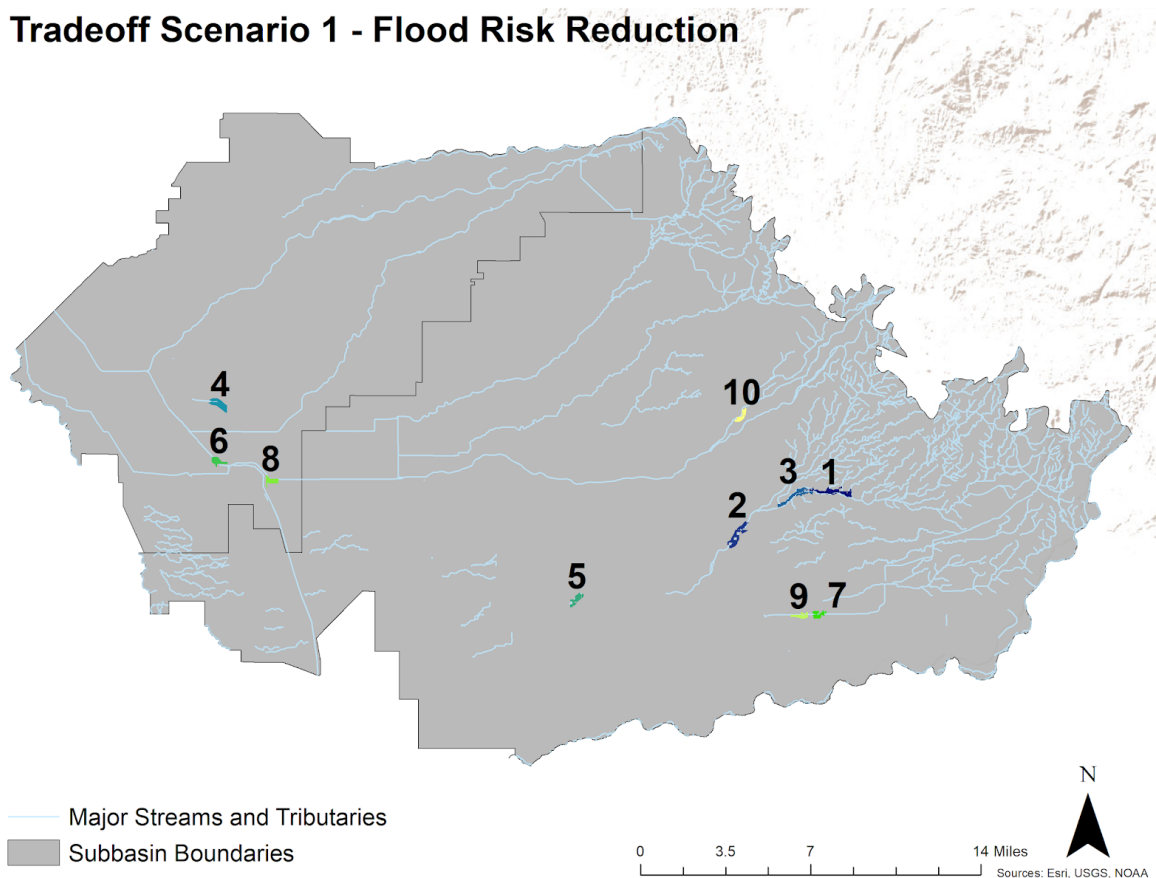 Tradeoff Scenario 1 - Flood Risk Reduction
4
10
6
8
3 1
2
5
9 7
N
Major Streams and Tributaries
Subbasin Boundaries
0 3.5 7 14 Miles
Sources: Esri, USGS, NOAA